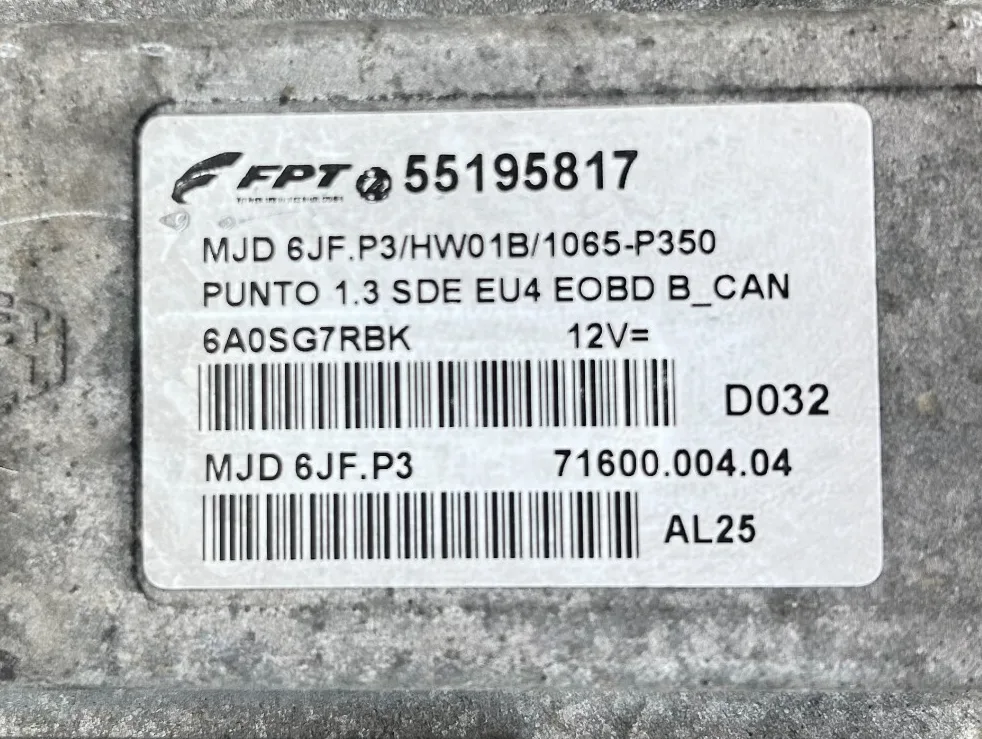 FPT 55195817
MJD 6JF.P3/HW01B/1065-P350
PUNTO 1.3 SDE EU4 EOBD B_CAN
6A0SG7RBK 12V=
D032
MJD 6JF.P3 71600.004.04
AL25